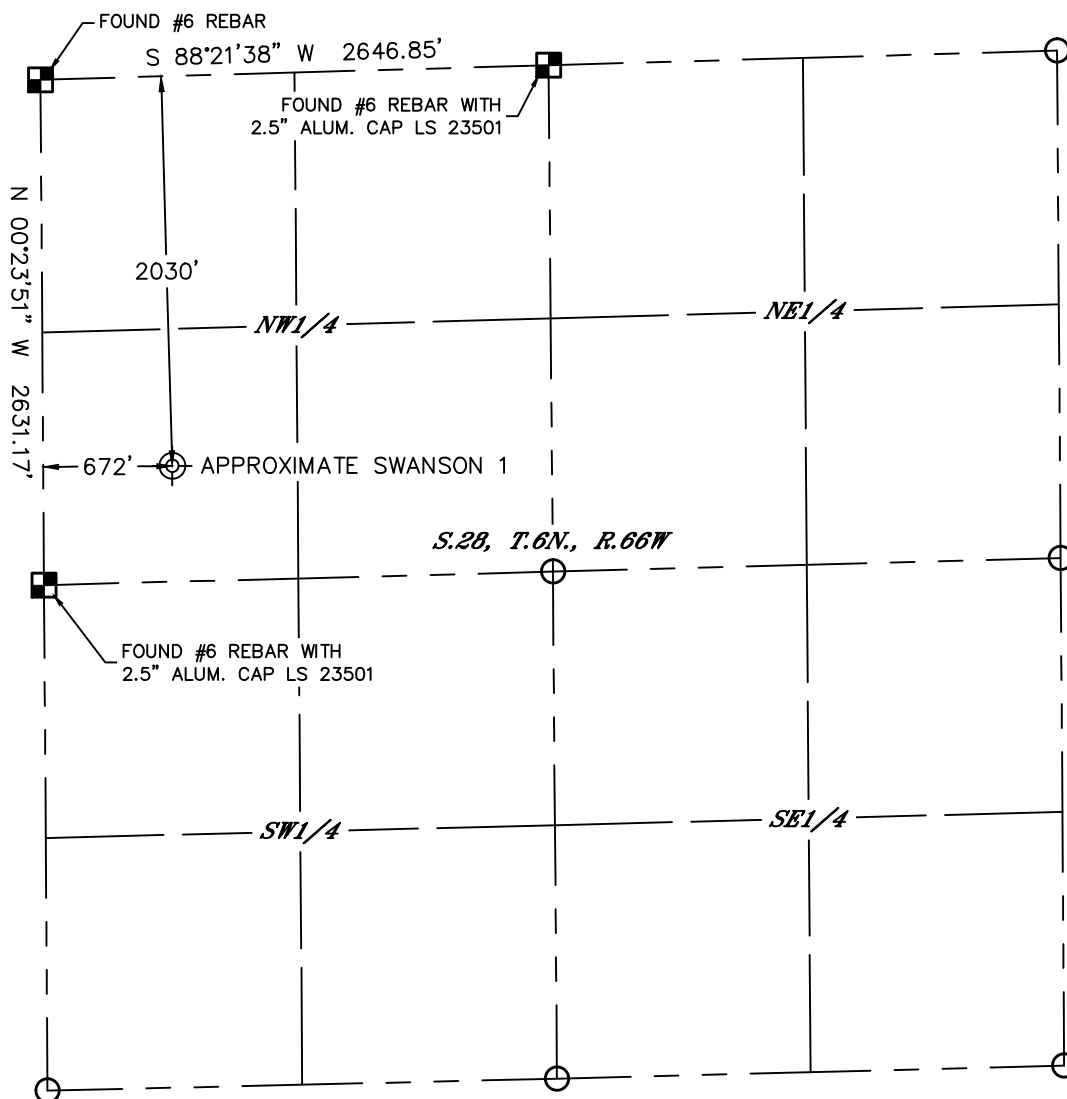 FOUND #6 REBAR
S 88°21'38" W 2646.85'
FOUND #6 REBAR WITH
2.5" ALUM. CAP LS 23501
N 00°23'51" W 2631.17'
2030'
NW1/4
NE1/4
672'
APPROXIMATE SWANSON 1
S.28, T.6N., R.66W
FOUND #6 REBAR WITH
2.5" ALUM. CAP LS 23501
SW1/4
SE1/4